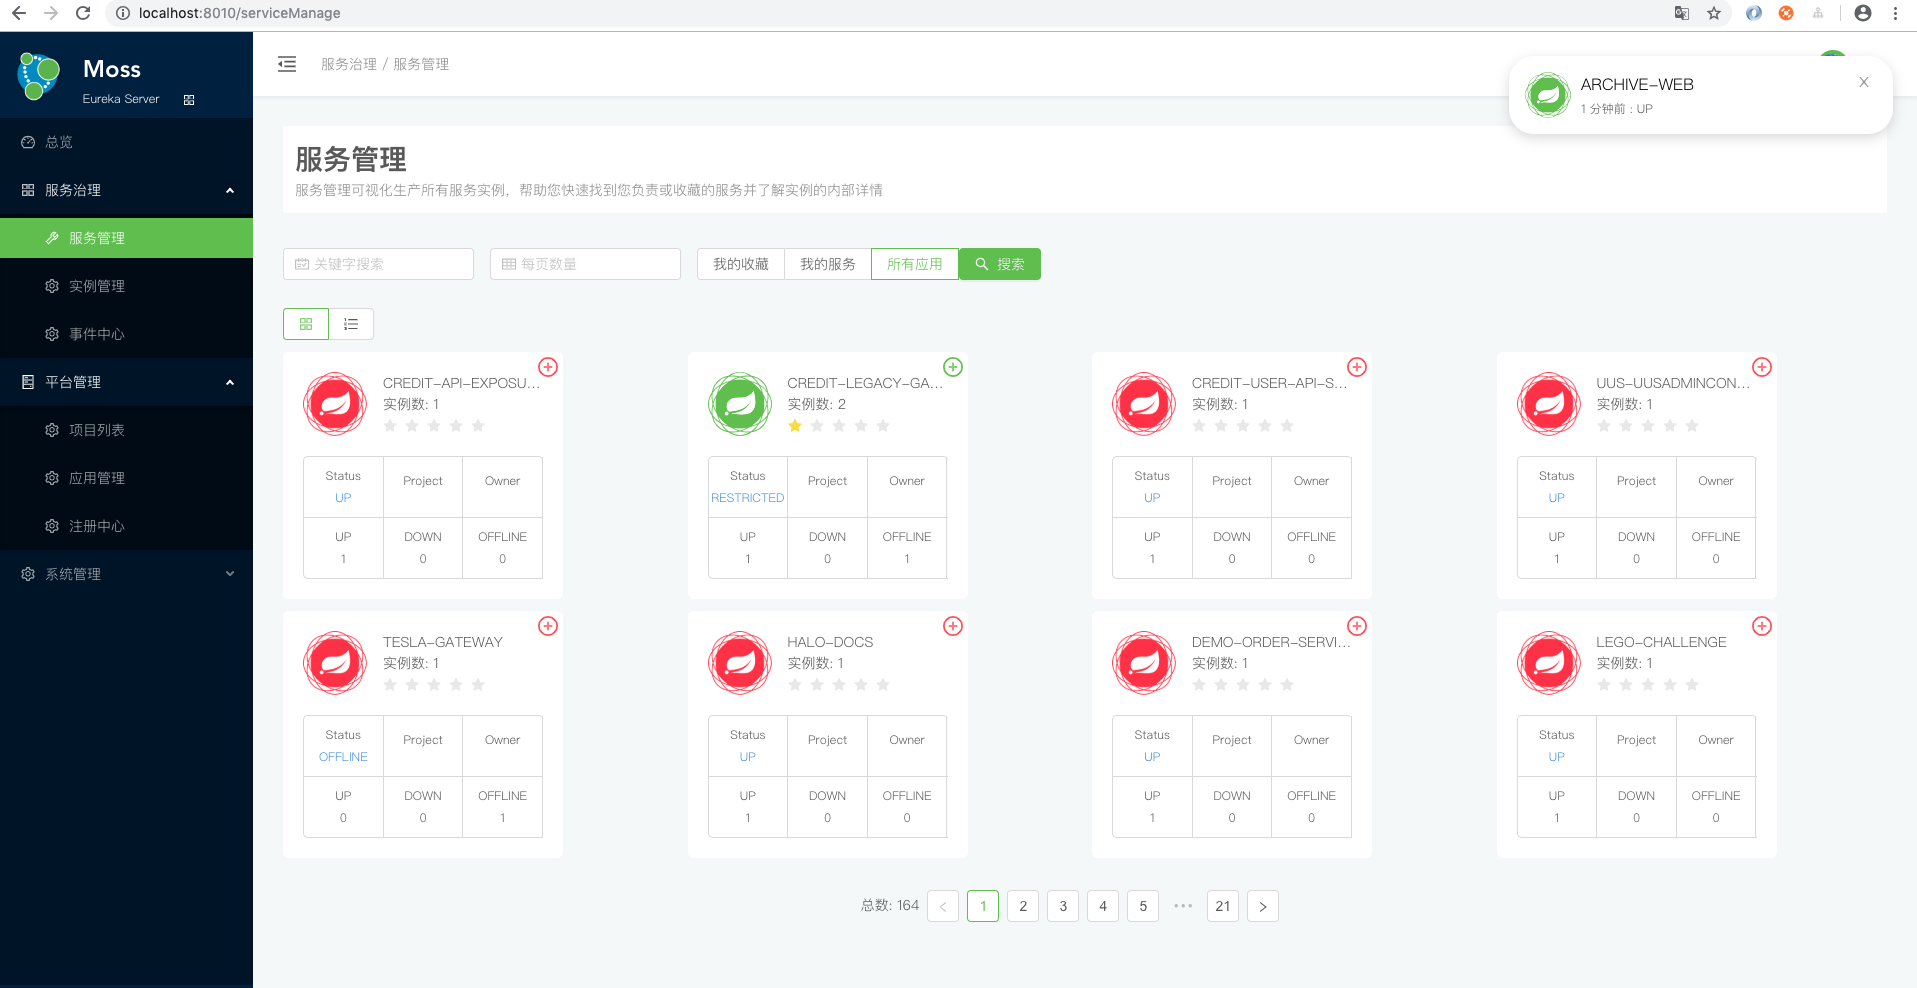 localhost:8010/serviceManage
Moss
Eureka Server
总览
服务治理
服务管理
实例管理
事件中心
平台管理
项目列表
应用管理
注册中心
系统管理
服务治理 / 服务管理
ARCHIVE-WEB
1 分钟前 : UP
服务管理
服务管理可视化生产所有服务实例，帮助您快速找到您负责或收藏的服务并了解实例的内部详情
关键字搜索 每页数量 我的收藏 我的服务 所有应用 搜索
CREDIT-API-EXPOSU...
实例数: 1
Status Project Owner
UP
UP DOWN OFFLINE
1 0 0
CREDIT-LEGACY-GA...
实例数: 2
Status Project Owner
RESTRICTED
UP DOWN OFFLINE
1 0 1
CREDIT-USER-API-S...
实例数: 1
Status Project Owner
UP
UP DOWN OFFLINE
1 0 0
UUS-UUSADMINCON...
实例数: 1
Status Project Owner
UP
UP DOWN OFFLINE
1 0 0
TESLA-GATEWAY
实例数: 1
Status Project Owner
OFFLINE
UP DOWN OFFLINE
0 0 1
HALO-DOCS
实例数: 1
Status Project Owner
UP
UP DOWN OFFLINE
1 0 0
DEMO-ORDER-SERVI...
实例数: 1
Status Project Owner
UP
UP DOWN OFFLINE
1 0 0
LEGO-CHALLENGE
实例数: 1
Status Project Owner
UP
UP DOWN OFFLINE
1 0 0
总数: 164 < 1 2 3 4 5 ••• 21 >